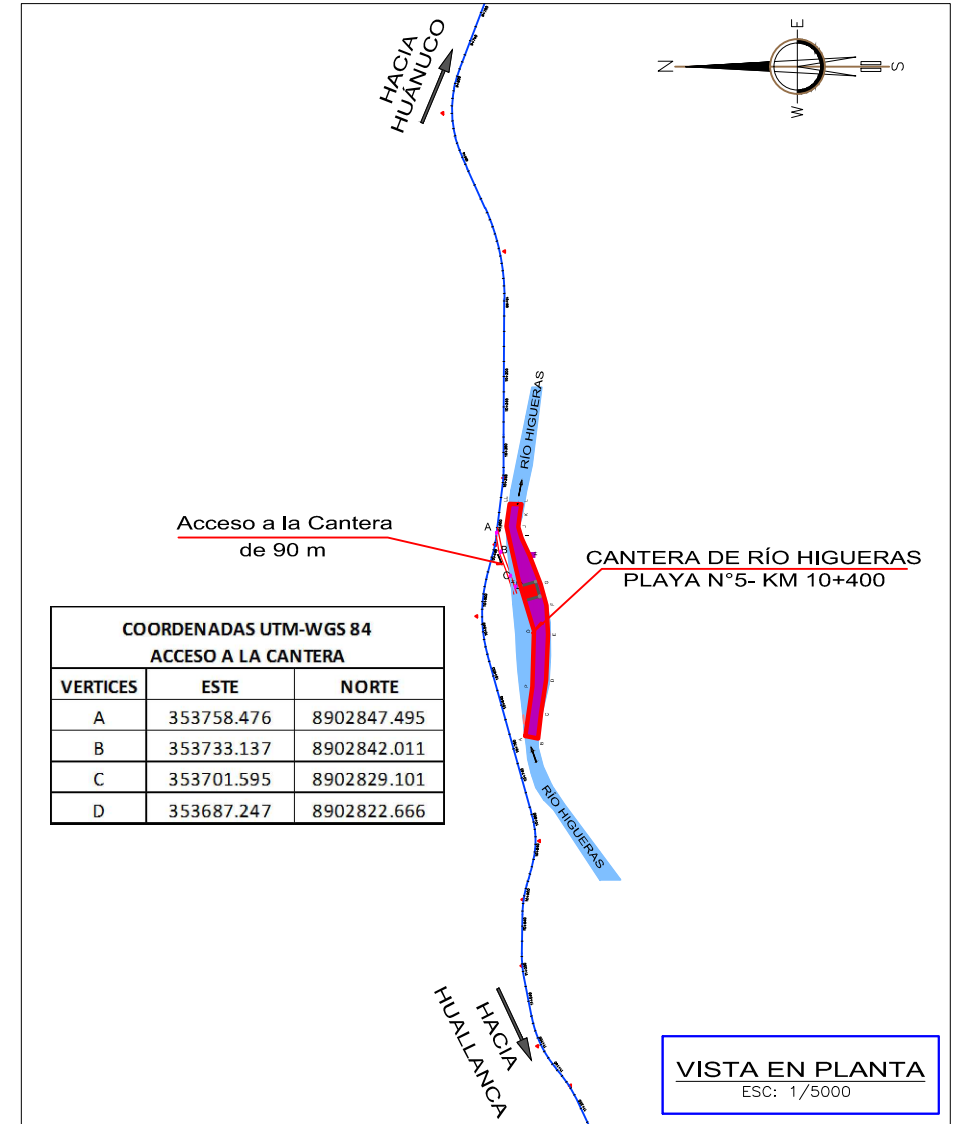 HACIA
HUÁNUCO
E
N
S
W
RÍO HIGUERAS
Acceso a la Cantera
de 90 m
A
B
C
CANTERA DE RÍO HIGUERAS
PLAYA N°5- KM 10+400
COORDENADAS UTM-WGS 84
ACCESO A LA CANTERA
VERTICES ESTE NORTE
A 353758.476 8902847.495
B 353733.137 8902842.011
C 353701.595 8902829.101
D 353687.247 8902822.666
RÍO HIGUERAS
HACIA
HUALLANCA
VISTA EN PLANTA
ESC: 1/5000